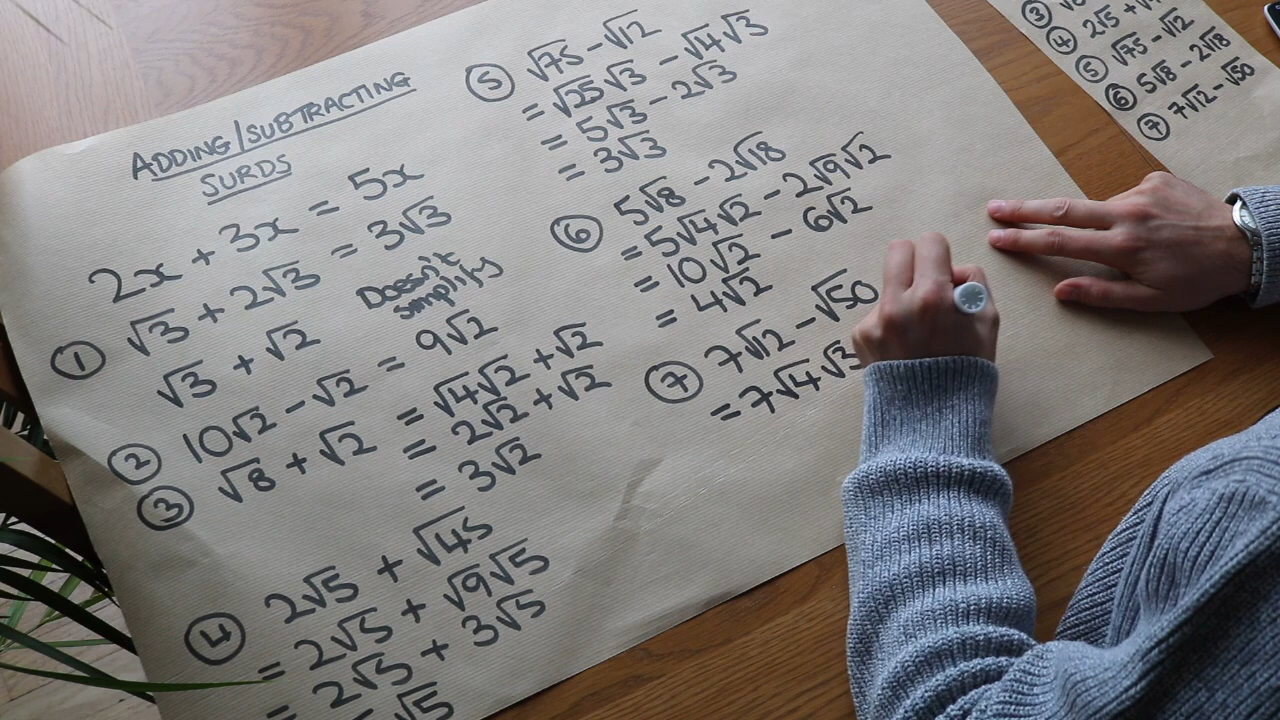 ADDING/SUBTRACTING
SURDS
2x + 3x = 5x
① √3 + 2√3 = 3√3
√3 + √2 Doesn't
simplify
② 10√2 - √2 = 9√2
③ √8 + √2 = √4√2 + √2
= 2√2 + √2
= 3√2
④ 2√5 + √45
= 2√5 + √9√5
= 2√5 + 3√5
√5
⑤ √75 - √12
= √25√3 - √4√3
= 5√3 - 2√3
= 3√3
⑥ 5√8 - 2√18
= 5√4√2 - 2√9√2
= 10√2 - 6√2
= 4√2
⑦ 7√12 - √50
= 7√4√3
③
④ 2√5 +
⑤ √75 - √12
⑥ 5√8 - 2√18
⑦ 7√12 - √50